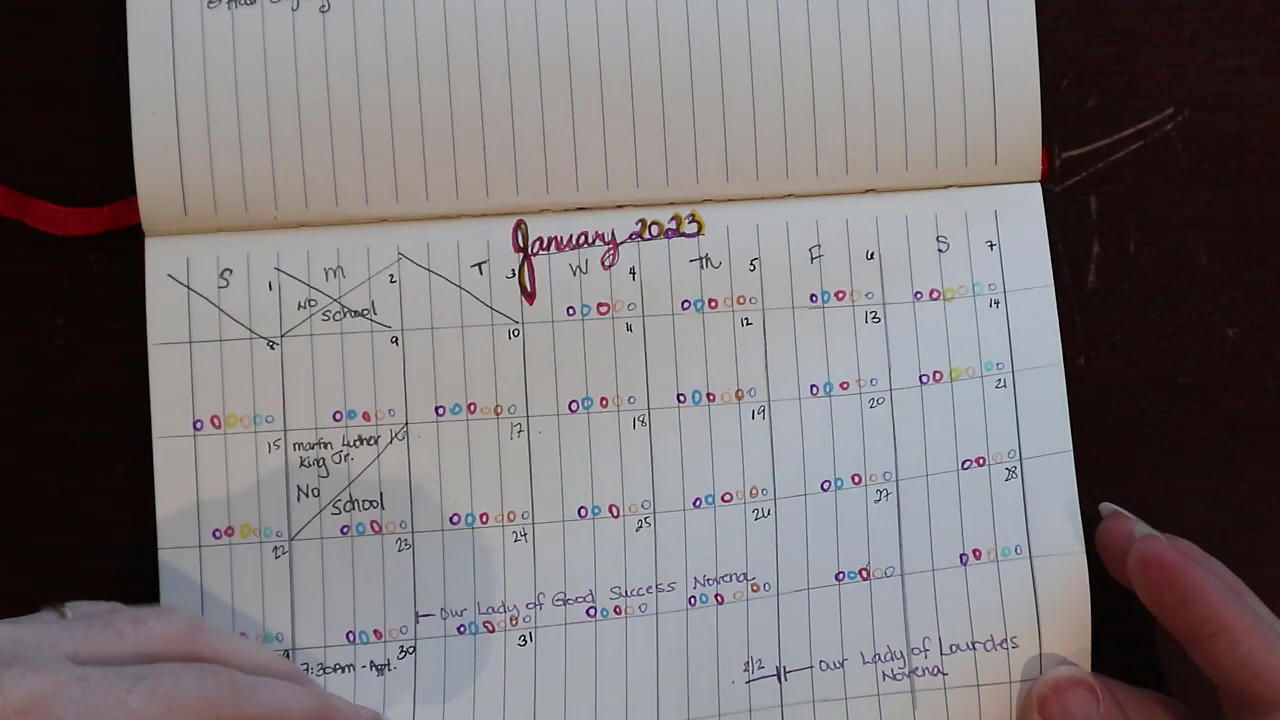 January 2023
S 1 M 2 T 3 W 4 Th 5 F 6 S 7
No
School
8 9 10 11 12 13 14
15 Martin Luther 17 18 19 20 21
King Jr.
No
School
22 23 24 25 26 27 28
Our Lady of Good Success Novena
30 31
7:30AM - Appt.
2/2 Our Lady of Lourdes
Novena